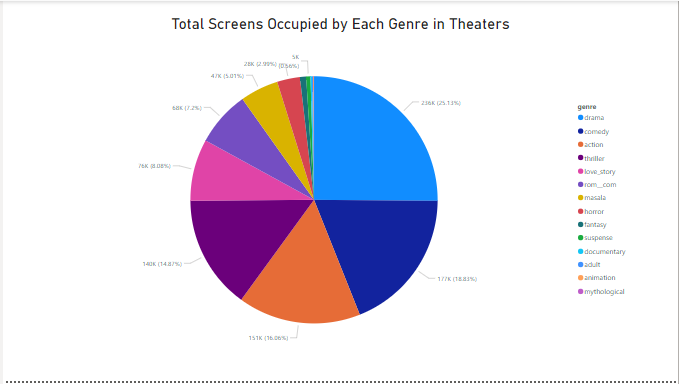 Total Screens Occupied by Each Genre in Theaters
5K
(0.56%)
28K (2.99%)
47K (5.01%)
68K (7.2%)
76K (8.08%)
140K (14.87%)
151K (16.06%)
177K (18.83%)
236K (25.13%)
genre
drama
comedy
action
thriller
love_story
rom__com
masala
horror
fantasy
suspense
documentary
adult
animation
mythological